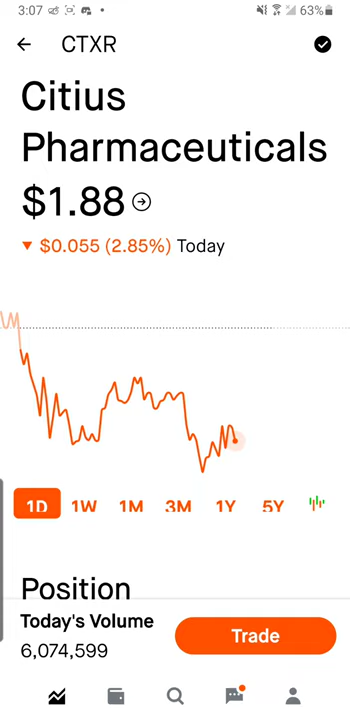 3:07
63%
CTXR
Citius
Pharmaceuticals
$1.88
▼ $0.055 (2.85%) Today
1D 1W 1M 3M 1Y 5Y
Position
Today's Volume
6,074,599
Trade